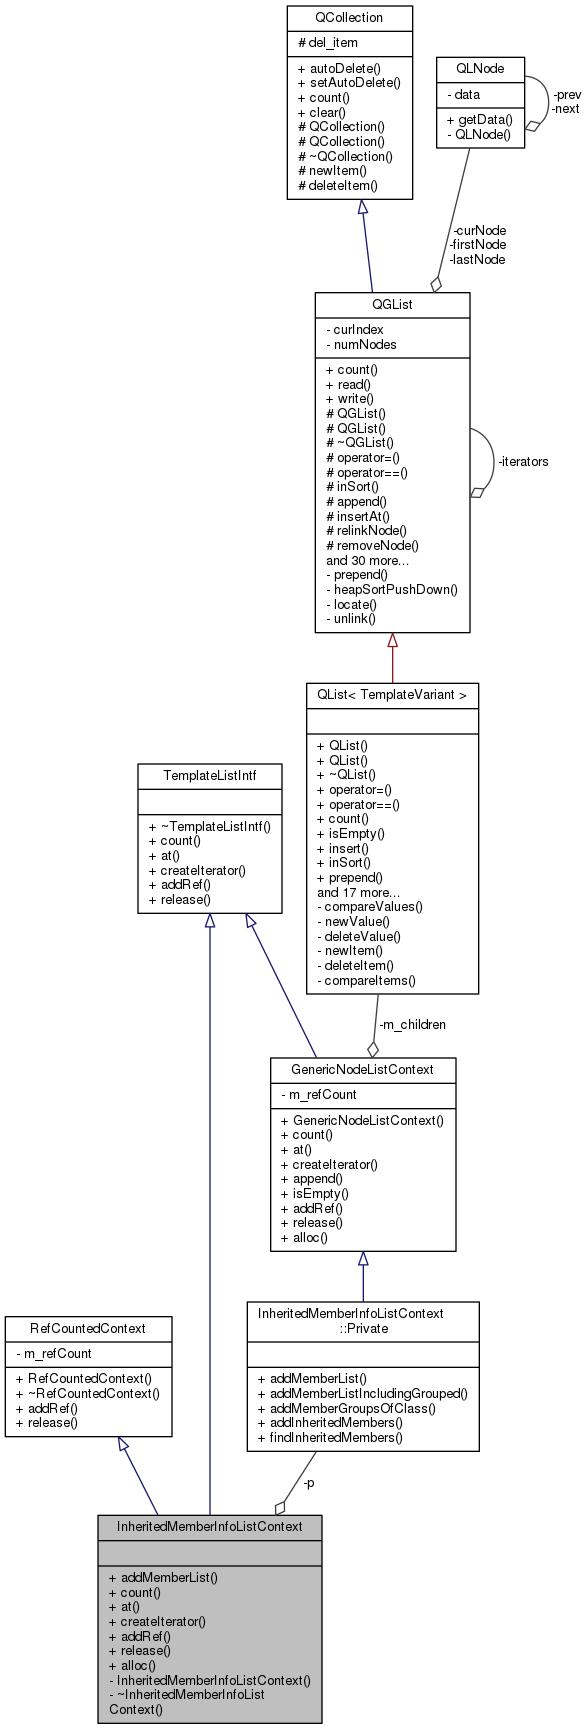 QCollection
# del_item
+ autoDelete()
+ setAutoDelete()
+ count()
+ clear()
# QCollection()
# QCollection()
# ~QCollection()
# newItem()
# deleteItem()
QLNode
- data
+ getData()
- QLNode()
-prev
-next
-curNode
-firstNode
-lastNode
QGList
- curIndex
- numNodes
+ count()
+ read()
+ write()
# QGList()
# QGList()
# ~QGList()
# operator=()
# operator==()
# inSort()
# append()
# insertAt()
# relinkNode()
# removeNode()
and 30 more...
- prepend()
- heapSortPushDown()
- locate()
- unlink()
-iterators
QList< TemplateVariant >
+ QList()
+ QList()
+ ~QList()
+ operator=()
+ operator==()
+ count()
+ isEmpty()
+ insert()
+ inSort()
+ prepend()
and 17 more...
- compareValues()
- newValue()
- deleteValue()
- newItem()
- deleteItem()
- compareItems()
TemplateListIntf
+ ~TemplateListIntf()
+ count()
+ at()
+ createIterator()
+ addRef()
+ release()
-m_children
GenericNodeListContext
- m_refCount
+ GenericNodeListContext()
+ count()
+ at()
+ createIterator()
+ append()
+ isEmpty()
+ addRef()
+ release()
+ alloc()
RefCountedContext
- m_refCount
+ RefCountedContext()
+ ~RefCountedContext()
+ addRef()
+ release()
InheritedMemberInfoListContext
::Private
+ addMemberList()
+ addMemberListIncludingGrouped()
+ addMemberGroupsOfClass()
+ addInheritedMembers()
+ findInheritedMembers()
-p
InheritedMemberInfoListContext
+ addMemberList()
+ count()
+ at()
+ createIterator()
+ addRef()
+ release()
+ alloc()
- InheritedMemberInfoListContext()
- ~InheritedMemberInfoList
Context()